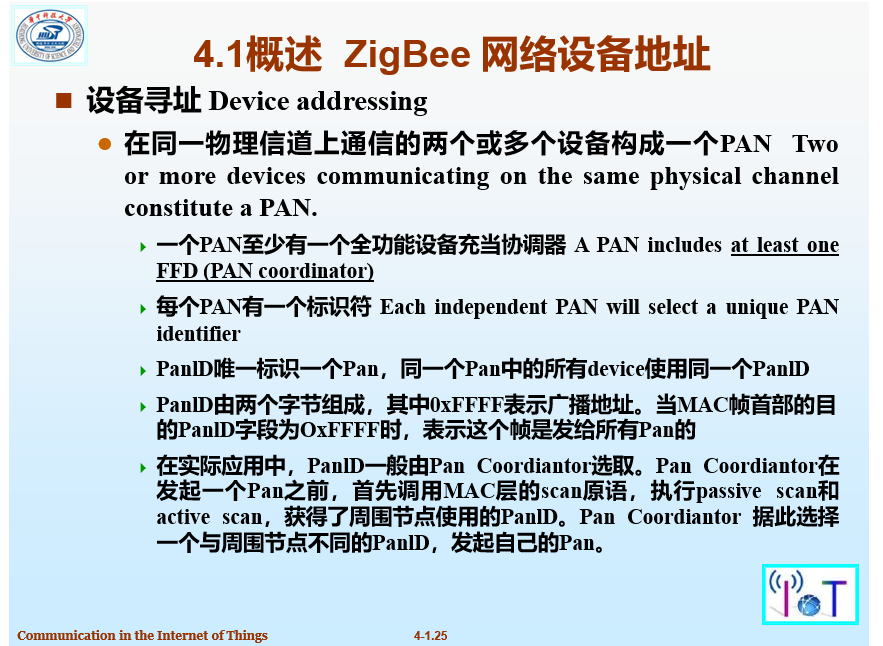 4.1概述 ZigBee 网络设备地址
设备寻址 Device addressing
在同一物理信道上通信的两个或多个设备构成一个PAN Two
or more devices communicating on the same physical channel
constitute a PAN.
一个PAN至少有一个全功能设备充当协调器 A PAN includes at least one
FFD (PAN coordinator)
每个PAN有一个标识符 Each independent PAN will select a unique PAN
identifier
PanlD唯一标识一个Pan，同一个Pan中的所有device使用同一个PanlD
PanlD由两个字节组成，其中0xFFFF表示广播地址。当MAC帧首部的目
的PanlD字段为OxFFFF时，表示这个帧是发给所有Pan的
在实际应用中，PanlD一般由Pan Coordiantor选取。Pan Coordiantor在
发起一个Pan之前，首先调用MAC层的scan原语，执行passive scan和
active scan，获得了周围节点使用的PanlD。Pan Coordiantor 据此选择
一个与周围节点不同的PanlD，发起自己的Pan。
IoT
Communication in the Internet of Things
4-1.25